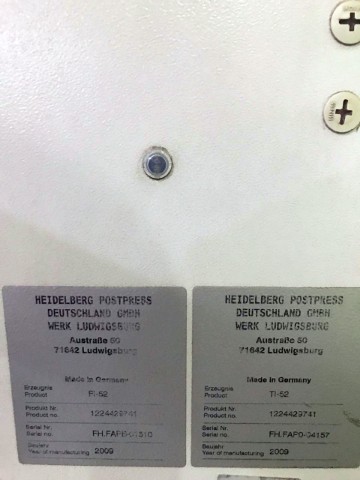 HEIDELBERG POSTPRESS
DEUTSCHLAND GMBH
WERK LUDWIGSBURG
Austraße 50
71642 Ludwigsburg
Made in Germany
Erzeugnis
Product TI-52
Produkt Nr.
Product no. 1224429741
Serial Nr.
Serial no.
Baujahr
Year of manufacturing 2009
HEIDELBERG POSTPRESS
DEUTSCHLAND GMBH
WERK LUDWIGSBURG
Austraße 50
71642 Ludwigsburg
Made in Germany
Erzeugnis
Product TI-52
Produkt Nr.
Product no. 1224429741
Serial Nr.
Serial no. FH.FAP0-04157
Baujahr
Year of manufacturing 2009